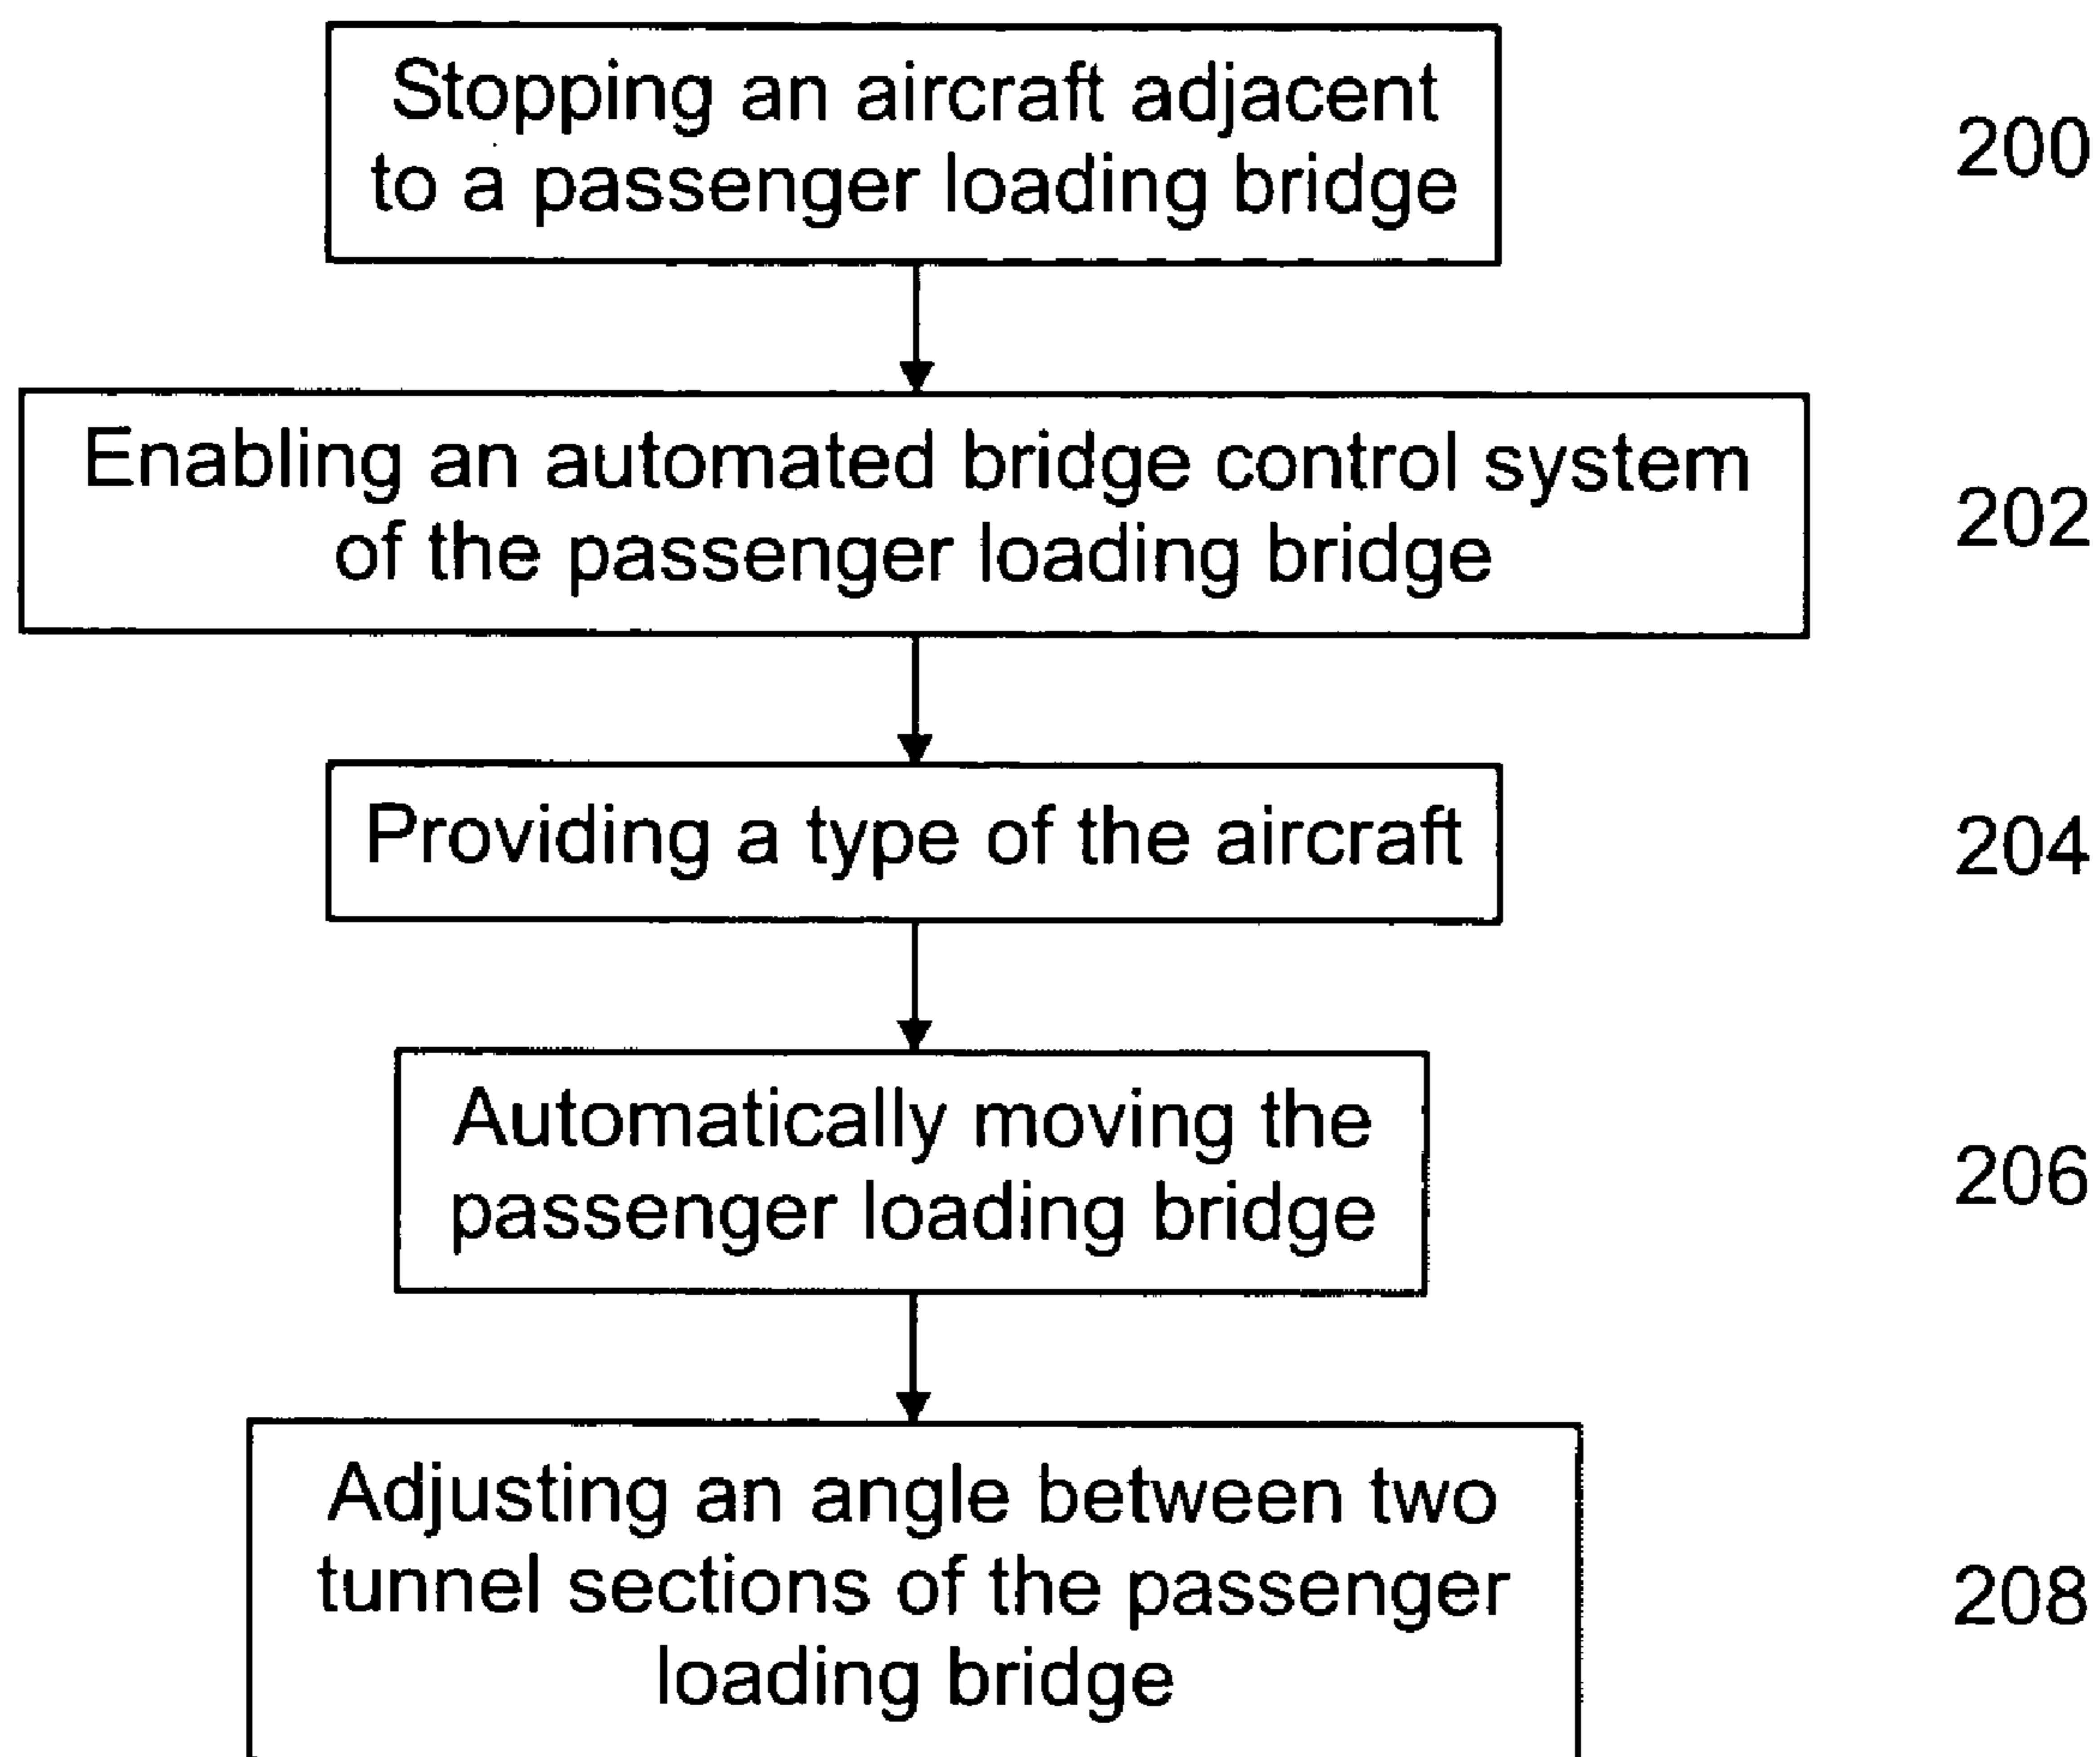 Stopping an aircraft adjacent
to a passenger loading bridge
200
Enabling an automated bridge control system
of the passenger loading bridge
202
Providing a type of the aircraft
204
Automatically moving the
passenger loading bridge
206
Adjusting an angle between two
tunnel sections of the passenger
loading bridge
208